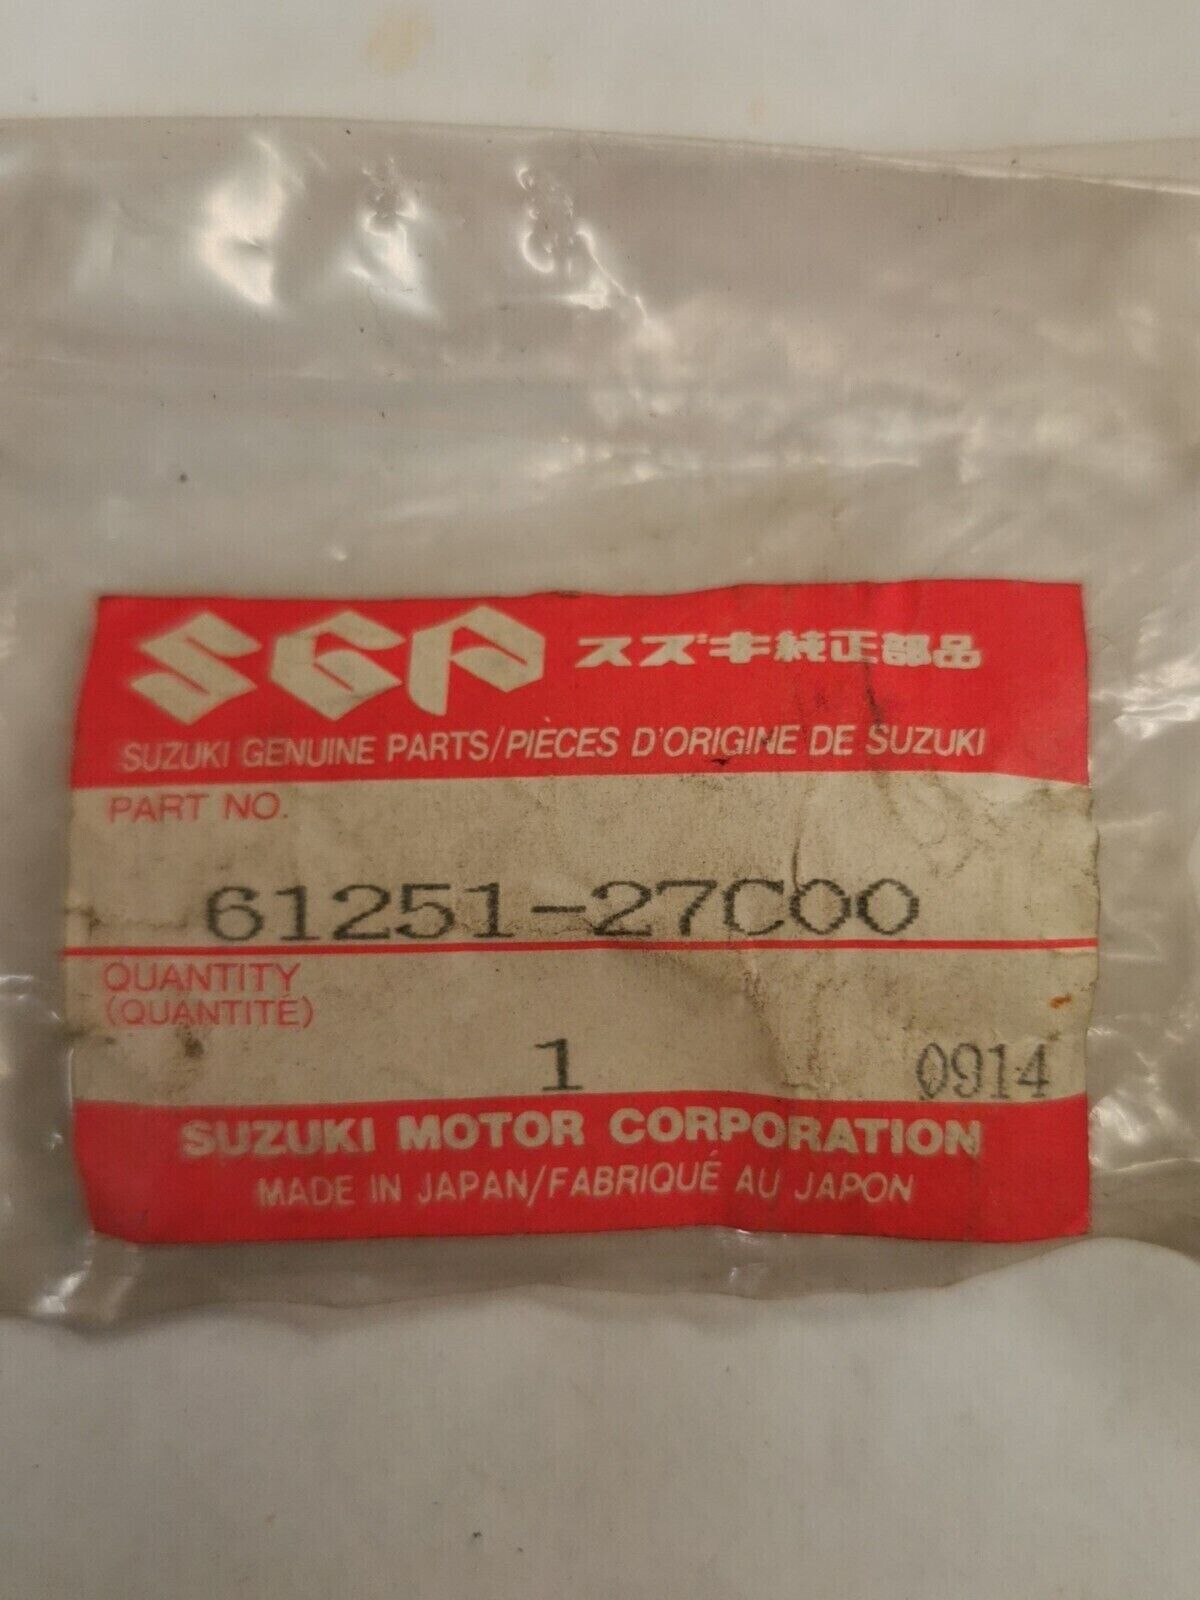 SGP スズキ純正部品
SUZUKI GENUINE PARTS/PIÈCES D'ORIGINE DE SUZUKI
PART NO.
61251-27C00
QUANTITY
(QUANTITÉ)
1 0914
SUZUKI MOTOR CORPORATION
MADE IN JAPAN/FABRIQUÉ AU JAPON